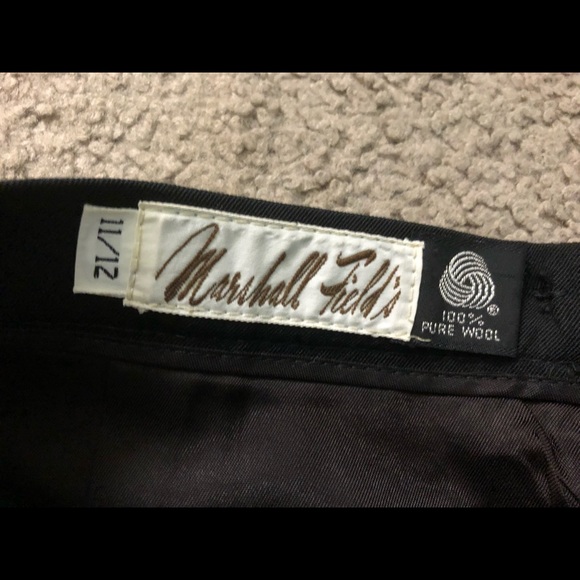 11/12
Marshall Field's
®
100%
PURE WOOL